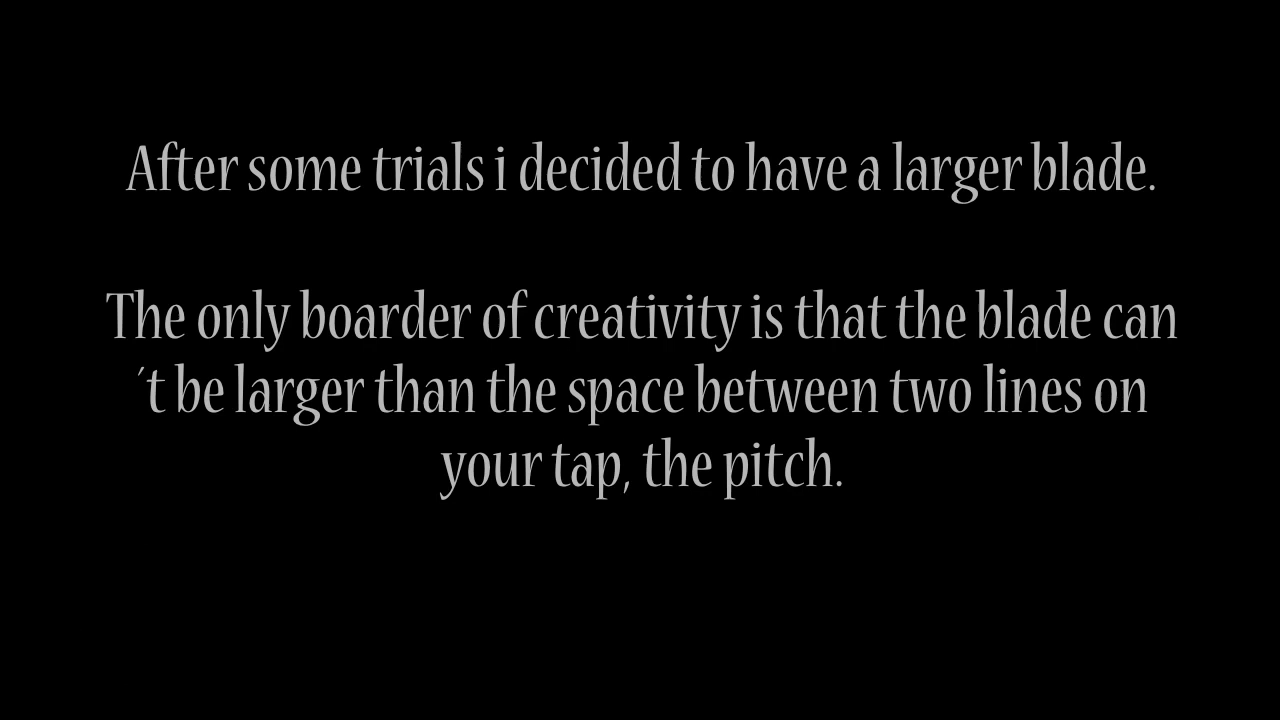 After some trials i decided to have a larger blade.
The only boarder of creativity is that the blade can
´t be larger than the space between two lines on
your tap, the pitch.